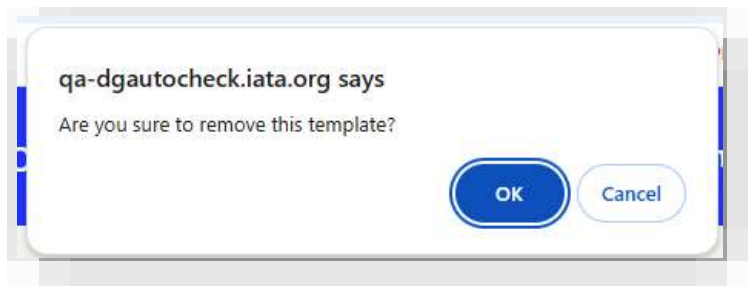 qa-dgautocheck.iata.org says
Are you sure to remove this template?
OK
Cancel